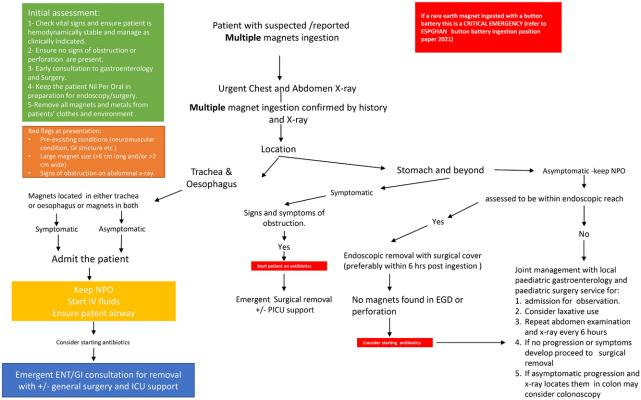 Initial assessment:
1- Check vital signs and ensure patient is
hemodynamically stable and manage as
clinically indicated.
2- Ensure no signs of obstruction or
perforation are present.
3- Early consultation to gastroenterology
and Surgery.
4- Keep the patient Nil Per Oral in
preparation for endoscopy/surgery.
5-Remove all magnets and metals from
patients' clothes and environment .
Patient with suspected /reported
Multiple magnets ingestion
If a rare earth magnet ingested with a button
battery this is a CRITICAL EMERGENCY (refer to
ESPGHAN button battery ingestion position
paper 2021)
Urgent Chest and Abdomen X-ray
Multiple magnet ingestion confirmed by history
and X-ray
Location
Red flags at presentation:
• Pre-existing conditions (neuromuscular
condition, GI stricture etc )
• Large magnet size (>6 cm long and/or >2
cm wide)
• Signs of obstruction on abdominal x-ray.
Trachea &
Oesophagus
Stomach and beyond
Asymptomatic -keep NPO
Magnets located in either trachea
or oesophagus or magnets in both
Symptomatic
Asymptomatic
Admit the patient
Keep NPO
Start IV fluids
Ensure patent airway
Consider starting antibiotics
Emergent ENT/GI consultation for removal
with +/- general surgery and ICU support
Symptomatic
Signs and symptoms of
obstruction.
Yes
Start patient on antibiotics
Emergent Surgical removal
+/- PICU support
assessed to be within endoscopic reach
Yes
Endoscopic removal with surgical cover
(preferably within 6 hrs post ingestion )
No magnets found in EGD or
perforation
Consider starting antibiotics
No
Joint management with local
paediatric gastroenterology and
paediatric surgery service for:
1. admission for observation.
2. Consider laxative use
3. Repeat abdomen examination
and x-ray every 6 hours
4. If no progression or symptoms
develop proceed to surgical
removal
5. If asymptomatic progression and
x-ray locates them in colon may
consider colonoscopy